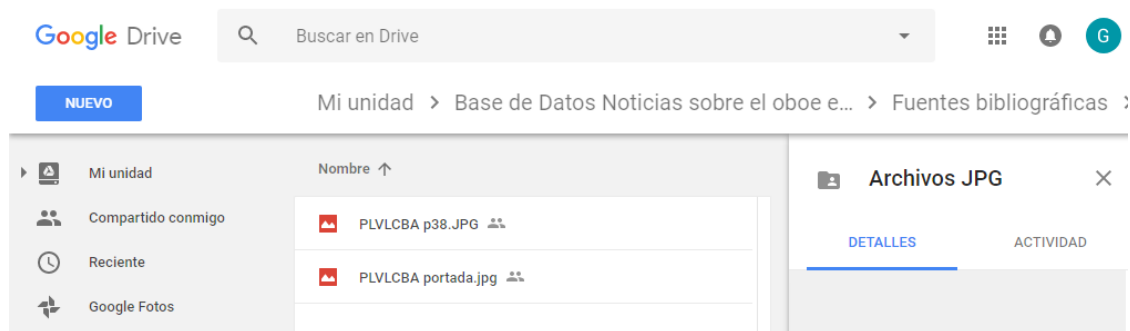 Google Drive
Buscar en Drive
G
NUEVO
Mi unidad > Base de Datos Noticias sobre el oboe e... > Fuentes bibliográficas >
Mi unidad
Compartido conmigo
Reciente
Google Fotos
Nombre ↑
PLVLCBA p38.JPG
PLVLCBA portada.jpg
Archivos JPG
DETALLES ACTIVIDAD